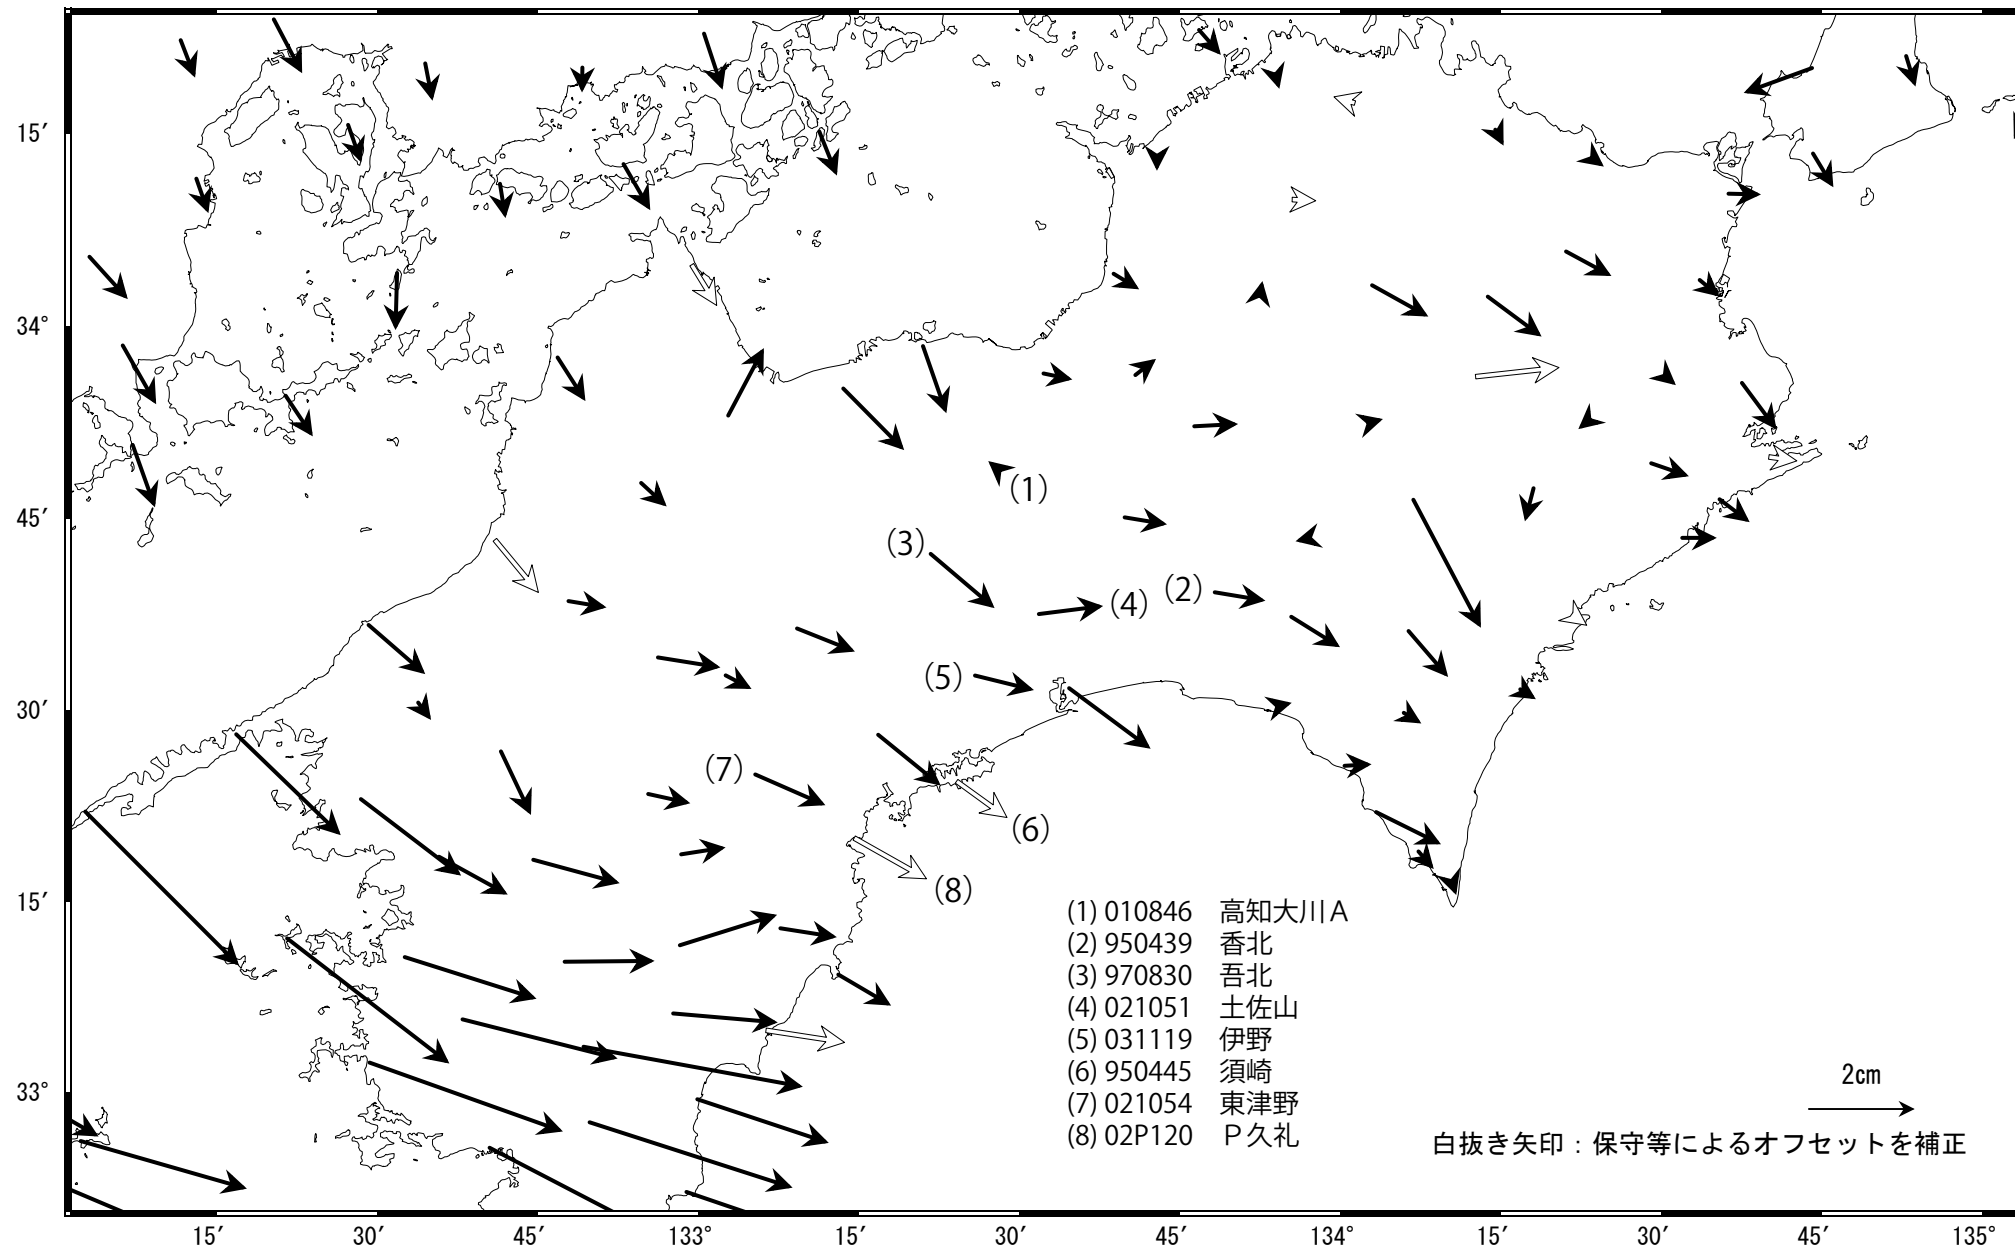 15′
34°
45′
30′
15′
33°
(1)
(3)
(2)
(4)
(5)
(7)
(6)
(8)
(1) 010846　高知大川Ａ
(2) 950439　香北
(3) 970830　吾北
(4) 021051　土佐山
(5) 031119　伊野
(6) 950445　須崎
(7) 021054　東津野
(8) 02P120　Ｐ久礼
2cm
白抜き矢印：保守等によるオフセットを補正
15′ 30′ 45′ 133° 15′ 30′ 45′ 134° 15′ 30′ 45′ 135°